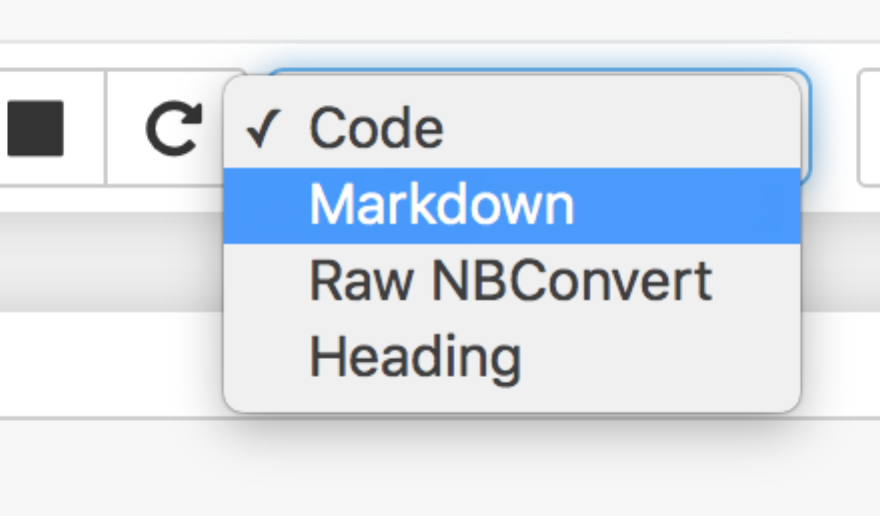 ✓ Code
Markdown
Raw NBConvert
Heading